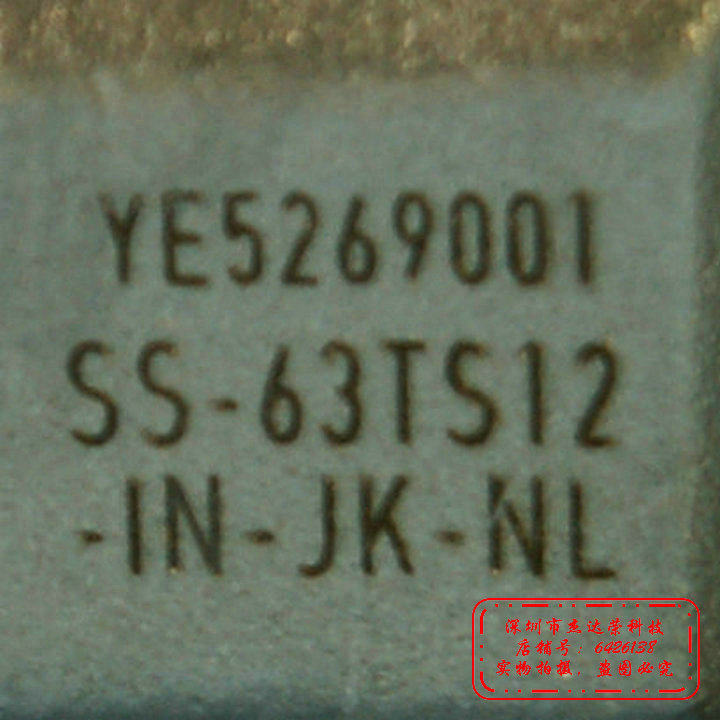 YE5269001
SS-63TS12
-IN-JK-NL
深圳市杰达荣科技
店铺号：6426138
实物拍摄，盗图必究